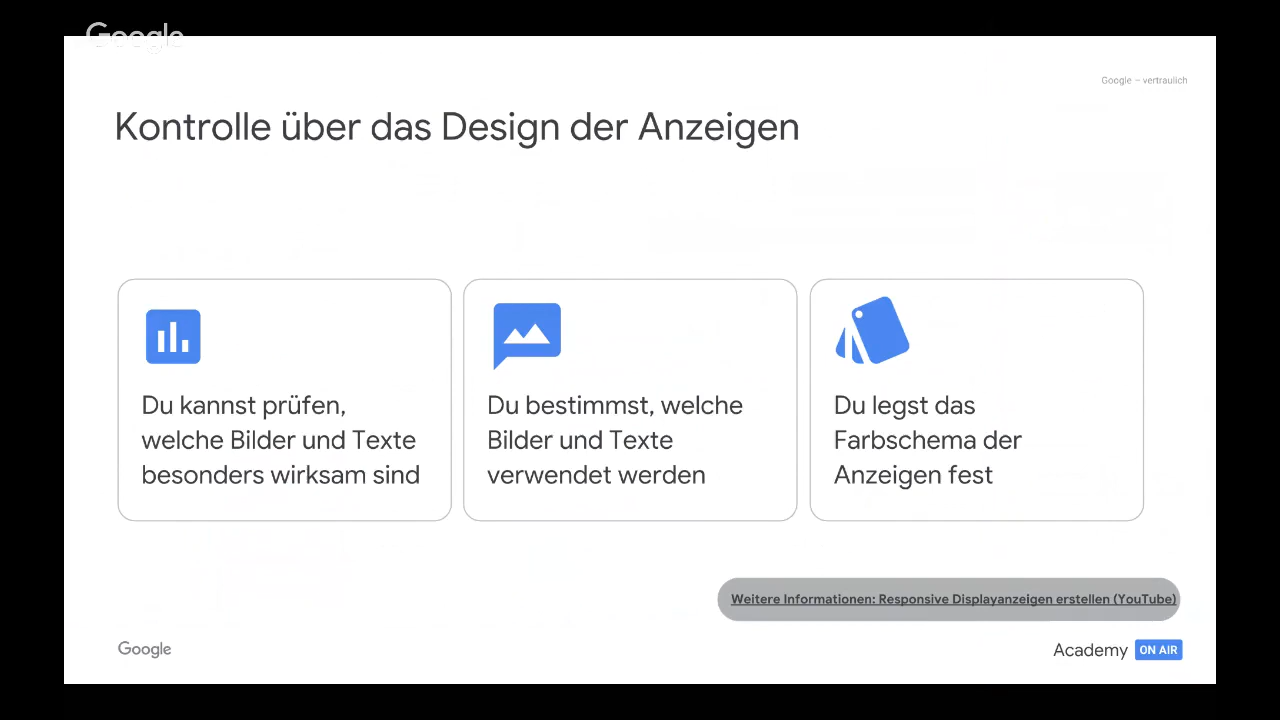 Google
Google – vertraulich
Kontrolle über das Design der Anzeigen
Du kannst prüfen,
welche Bilder und Texte
besonders wirksam sind
Du bestimmst, welche
Bilder und Texte
verwendet werden
Du legst das
Farbschema der
Anzeigen fest
Weitere Informationen: Responsive Displayanzeigen erstellen (YouTube)
Google
Academy ON AIR